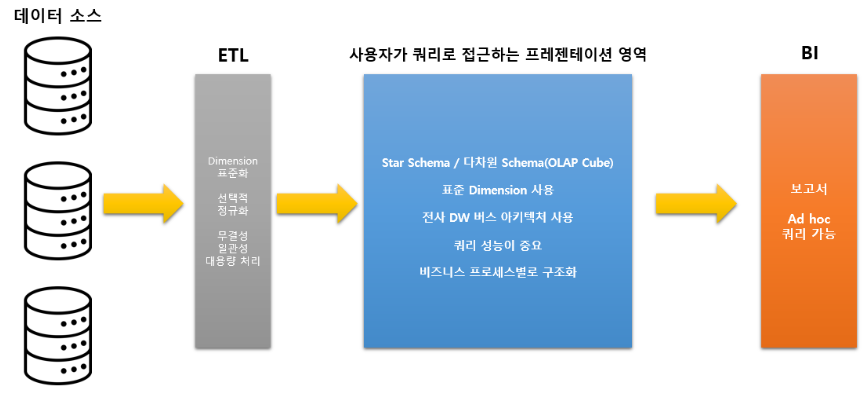 데이터 소스
ETL
Dimension
표준화
선택적
정규화
무결성
일관성
대용량 처리
사용자가 쿼리로 접근하는 프레젠테이션 영역
Star Schema / 다차원 Schema(OLAP Cube)
표준 Dimension 사용
전사 DW 버스 아키텍처 사용
쿼리 성능이 중요
비즈니스 프로세스별로 구조화
BI
보고서
Ad hoc
쿼리 가능